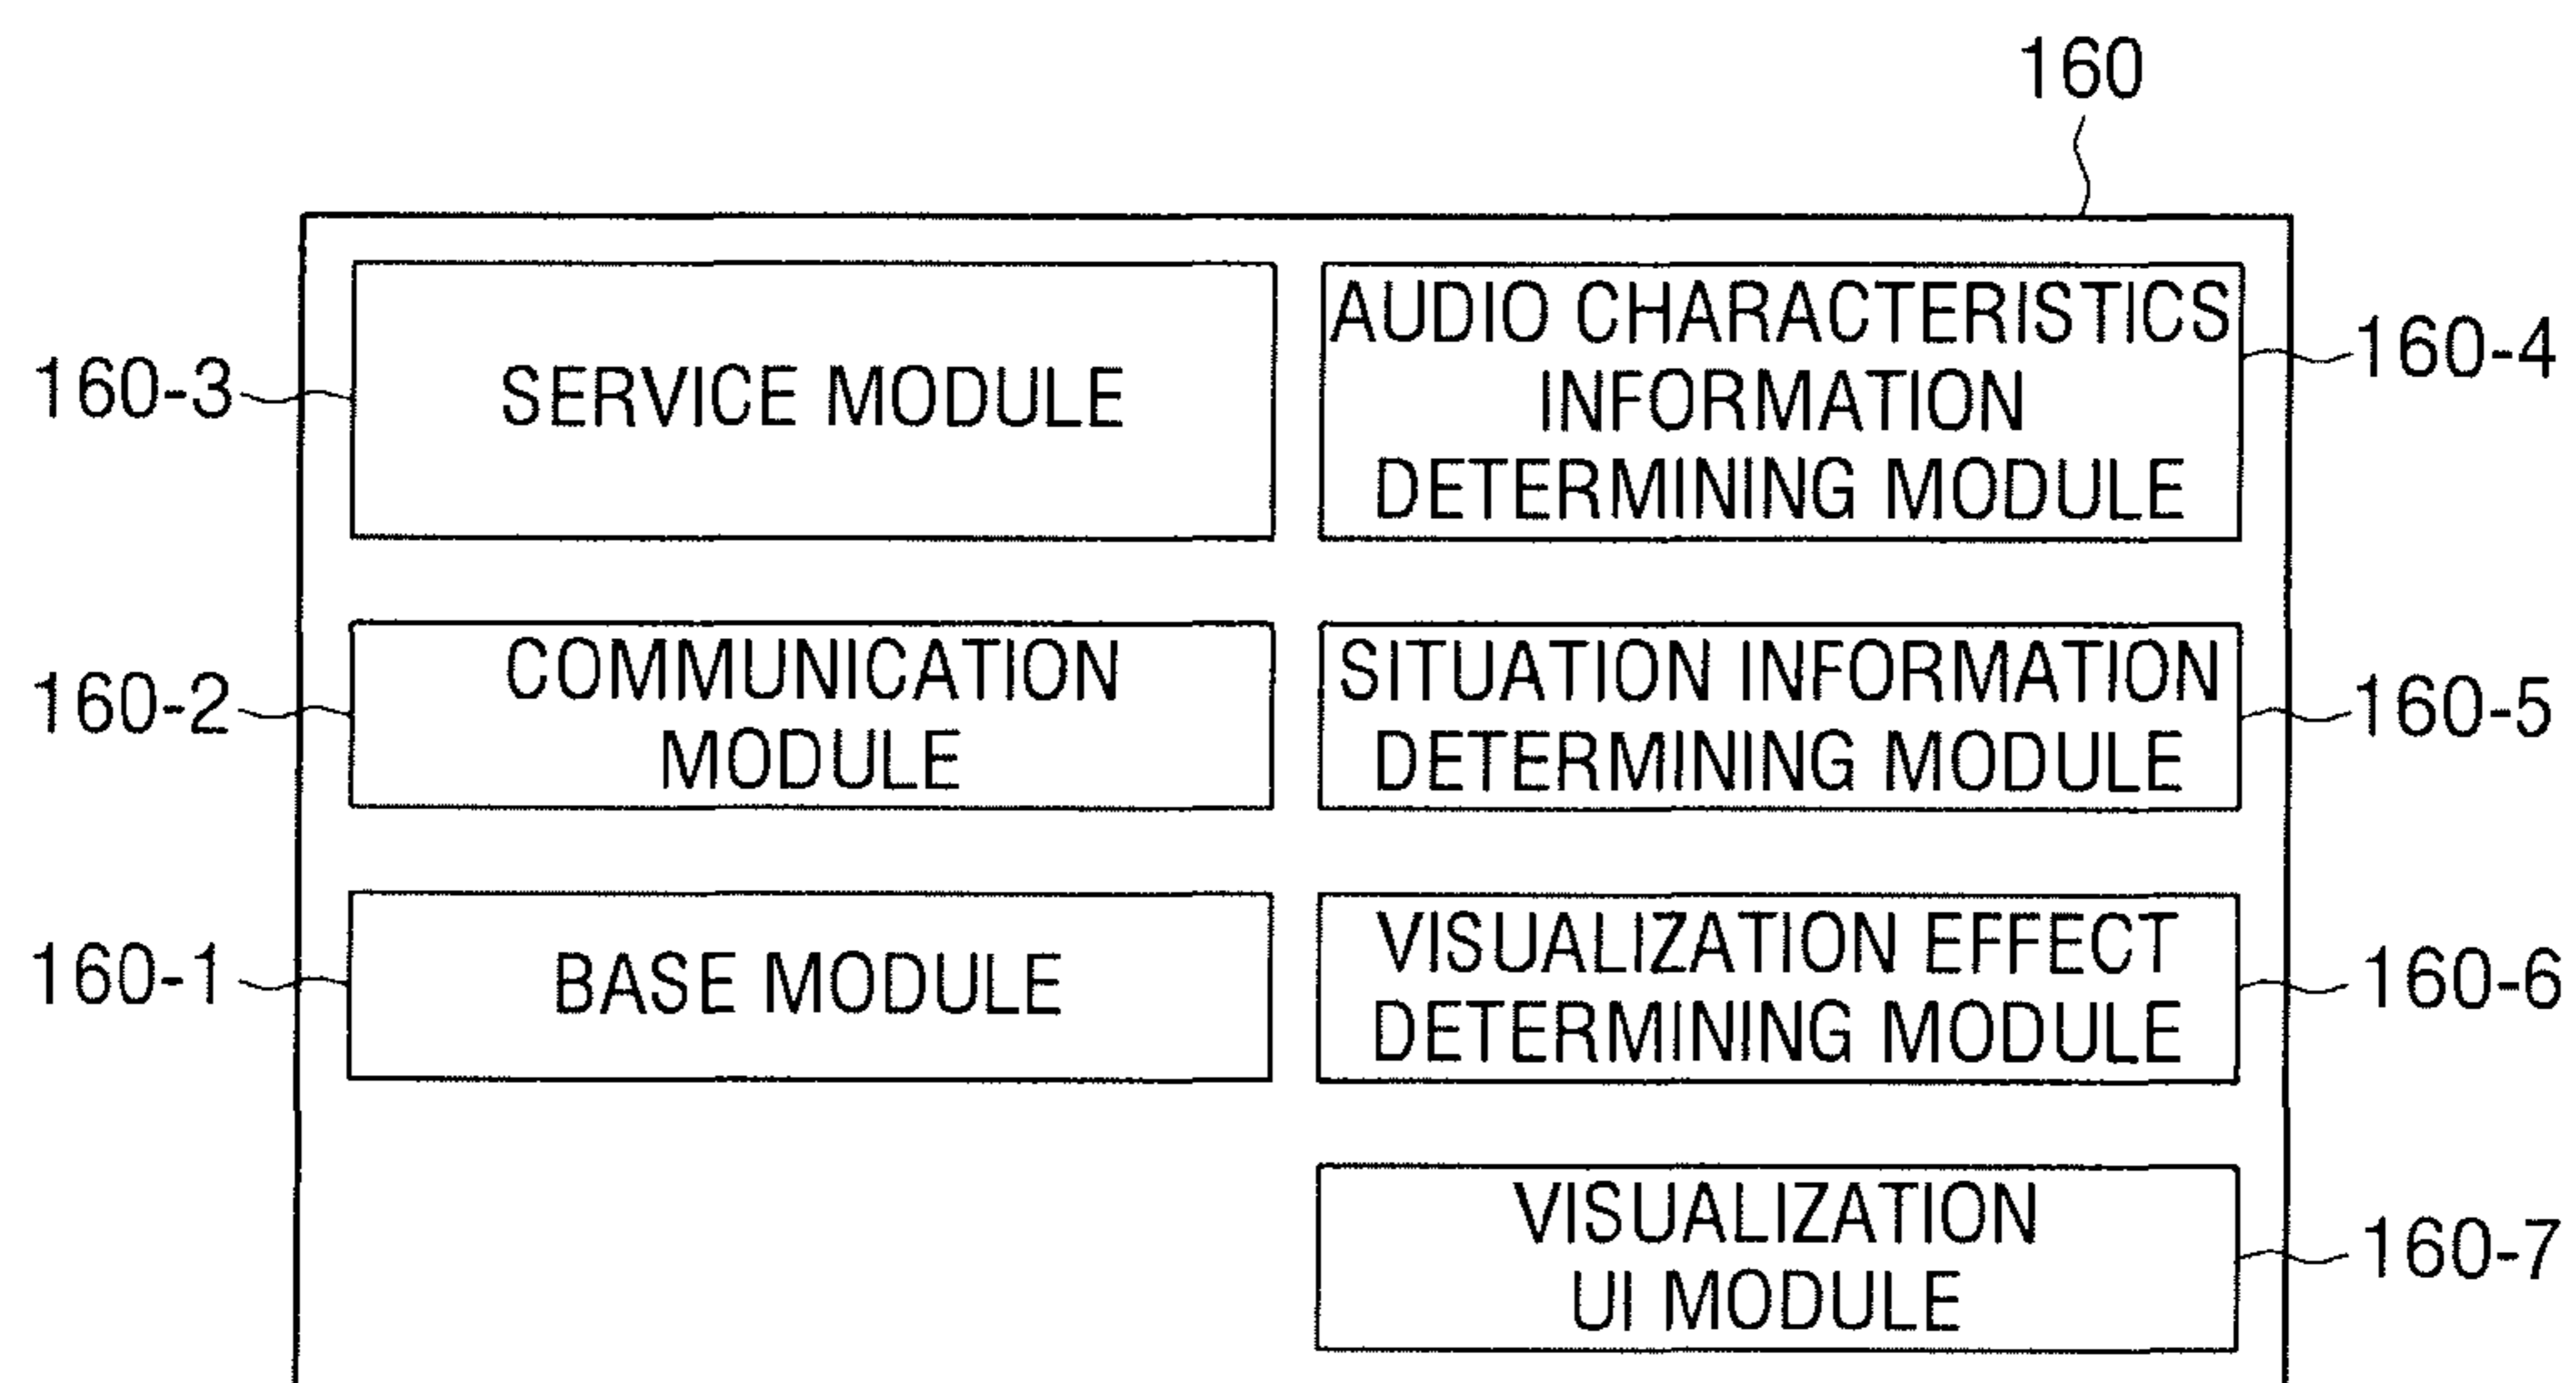 160
160-3
SERVICE MODULE
AUDIO CHARACTERISTICS
INFORMATION
DETERMINING MODULE
160-4
160-2
COMMUNICATION
MODULE
SITUATION INFORMATION
DETERMINING MODULE
160-5
160-1
BASE MODULE
VISUALIZATION EFFECT
DETERMINING MODULE
160-6
VISUALIZATION
UI MODULE
160-7